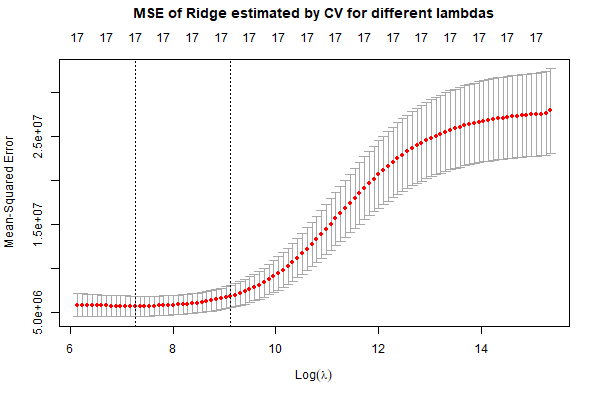 MSE of Ridge estimated by CV for different lambdas
17 17 17 17 17 17 17 17 17 17 17 17 17 17 17 17 17
Mean-Squared Error
2.5e+07
1.5e+07
5.0e+06
6 8 10 12 14
Log(λ)